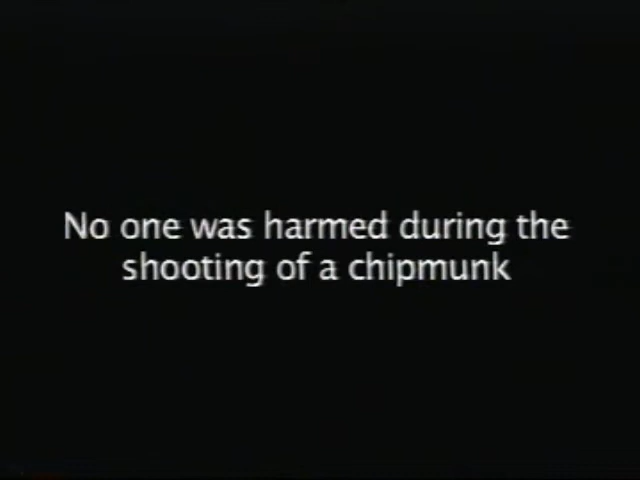 No one was harmed during the
shooting of a chipmunk